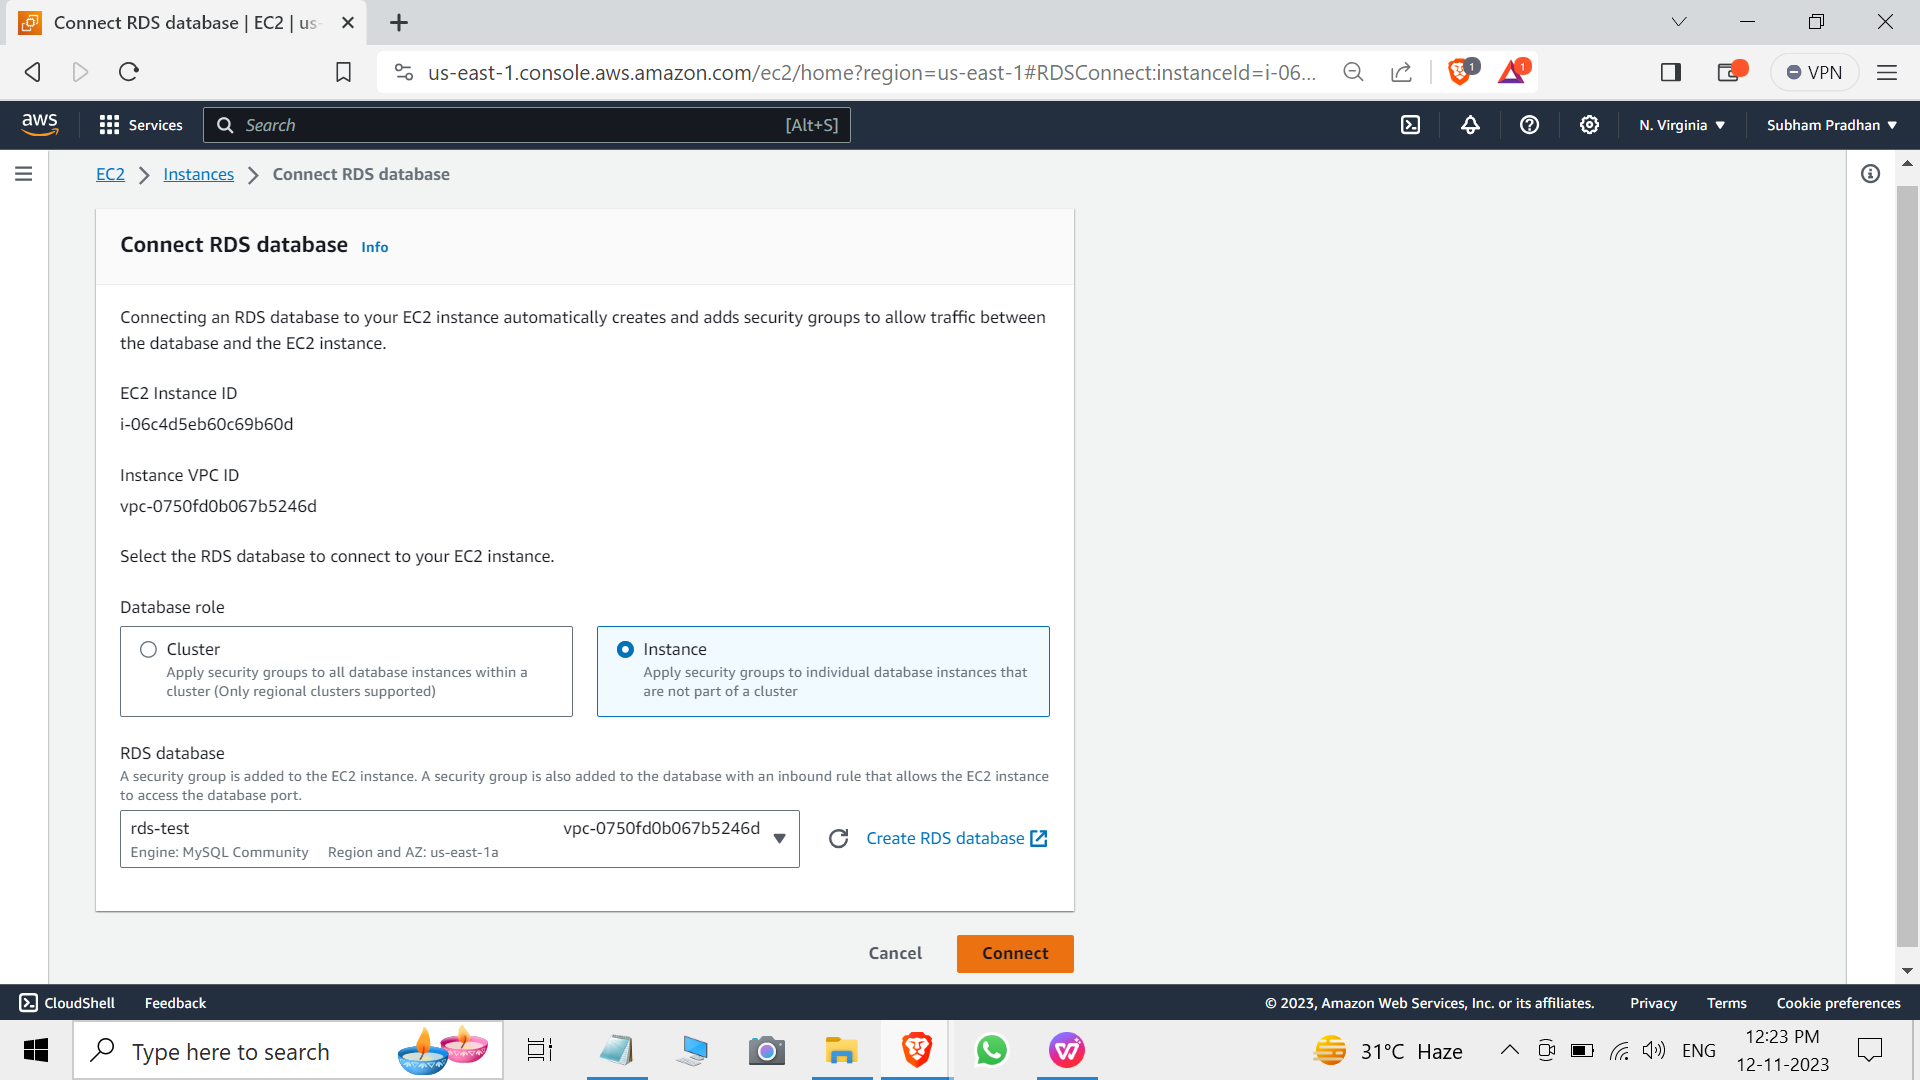 Connect RDS database | EC2 | us-
us-east-1.console.aws.amazon.com/ec2/home?region=us-east-1#RDSConnect:instanceId=i-06...
1
1
VPN
aws
Services
Search
[Alt+S]
N. Virginia
Subham Pradhan
EC2
Instances
Connect RDS database
Connect RDS database
Info
Connecting an RDS database to your EC2 instance automatically creates and adds security groups to allow traffic between
the database and the EC2 instance.
EC2 Instance ID
i-06c4d5eb60c69b60d
Instance VPC ID
vpc-0750fd0b067b5246d
Select the RDS database to connect to your EC2 instance.
Database role
Cluster
Apply security groups to all database instances within a
cluster (Only regional clusters supported)
Instance
Apply security groups to individual database instances that
are not part of a cluster
RDS database
A security group is added to the EC2 instance. A security group is also added to the database with an inbound rule that allows the EC2 instance
to access the database port.
rds-test
vpc-0750fd0b067b5246d
Engine: MySQL Community
Region and AZ: us-east-1a
Create RDS database
Cancel
Connect
CloudShell
Feedback
© 2023, Amazon Web Services, Inc. or its affiliates.
Privacy
Terms
Cookie preferences
Type here to search
31°C Haze
ENG
12:23 PM
12-11-2023